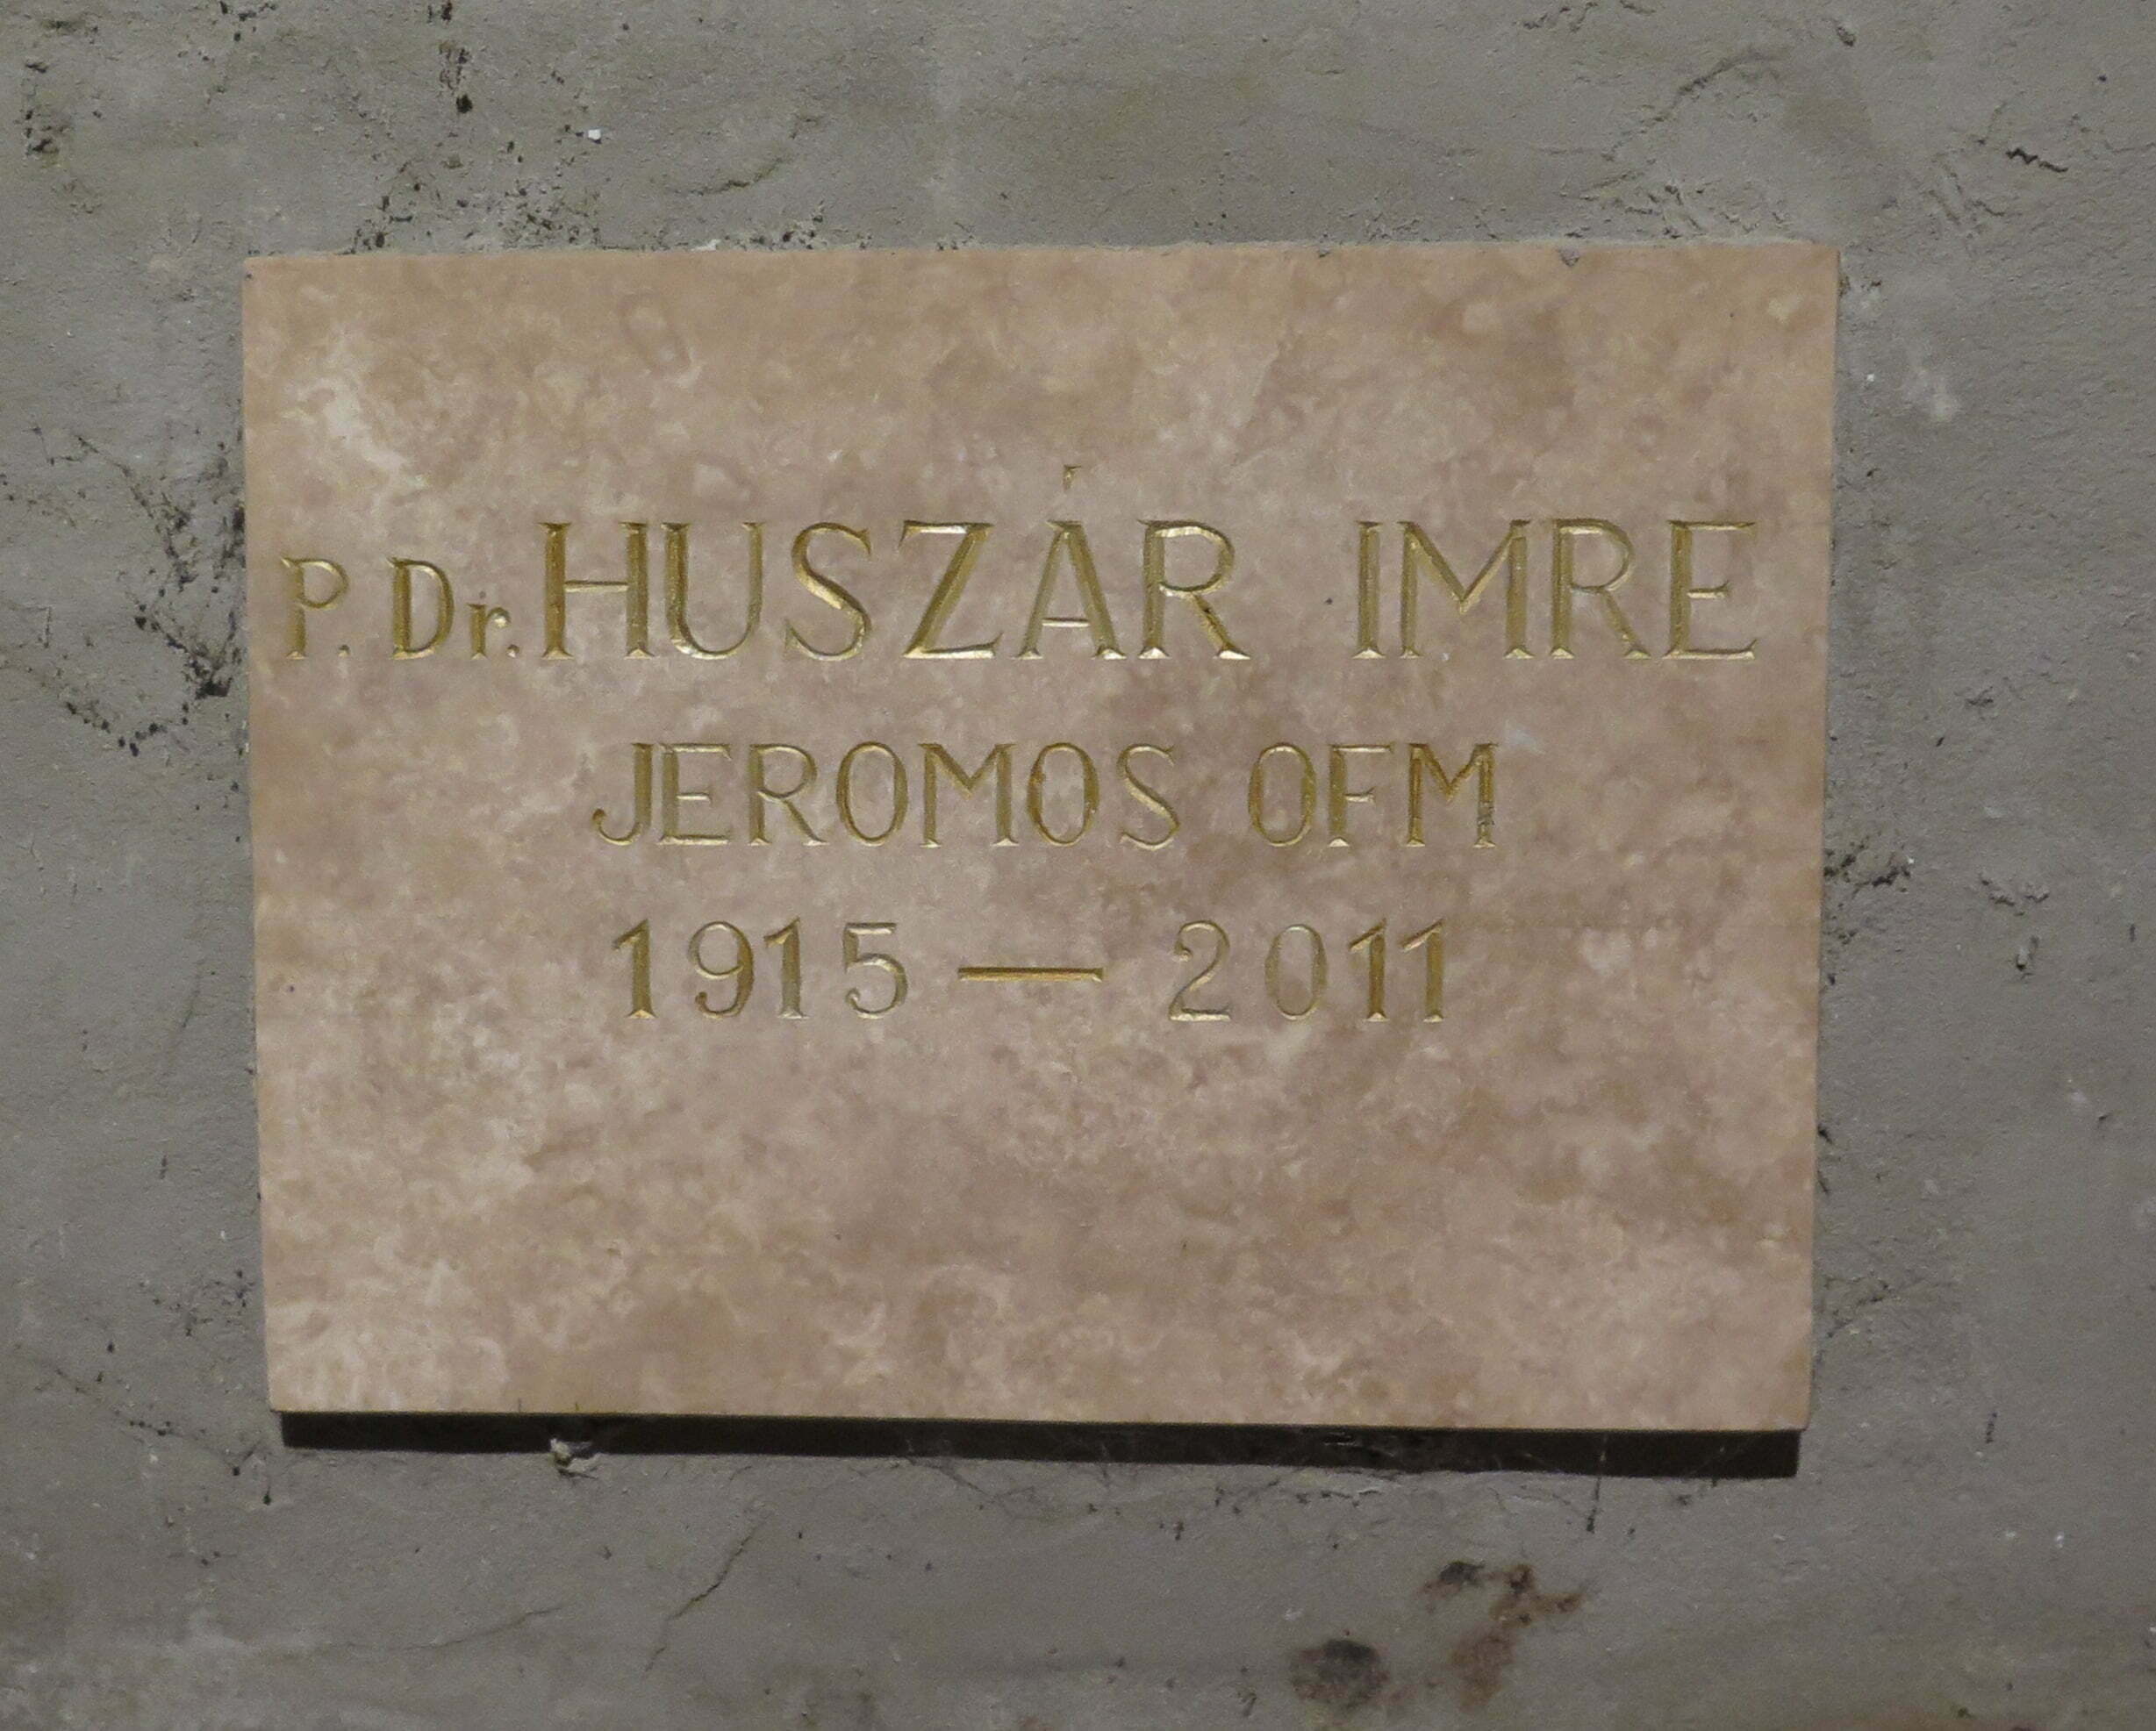 P. Dr. HUSZÁR IMRE
JEROMOS OFM
1915 — 2011